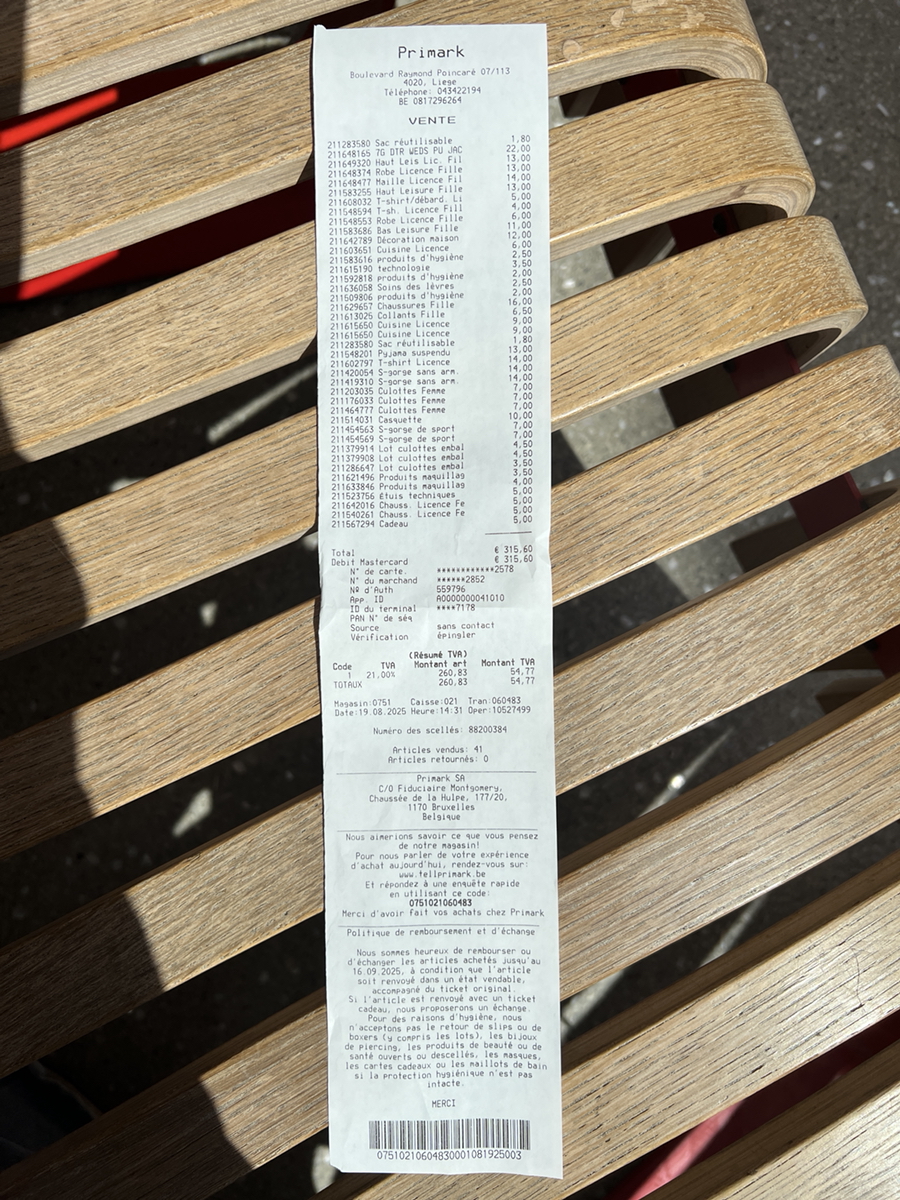 Primark
Boulevard Raymond Poincaré 07/113
4020, Liege
Téléphone: 043422194
BE 0817296264
VENTE
211283580 Sac réutilisable 1,80
211648165 7G DTR WEDS PU JAC 22,00
211649320 Haut Leis Lic. Fil 13,00
211648374 Robe Licence Fille 13,00
211648477 Maille Licence Fil 14,00
211583255 Haut Leisure Fille 13,00
211608032 T-shirt/débard. Li 5,00
211548594 T-sh. Licence Fill 4,00
211548553 Robe Licence Fille 6,00
211583686 Bas Leisure Fille 11,00
211642789 Décoration maison 12,00
211603651 Cuisine Licence 6,00
211583616 produits d'hygiène 2,50
211615190 technologie 3,50
211592818 produits d'hygiène 2,00
211636058 Soins des lèvres 2,50
211509806 produits d'hygiène 2,00
211629657 Chaussures Fille 16,00
211613025 Collants Fille 6,50
211615650 Cuisine Licence 9,00
211615650 Cuisine Licence 9,00
211283580 Sac réutilisable 1,80
211548201 Pyjama suspendu 13,00
211602797 T-shirt Licence 14,00
211420054 S-gorge sans arm. 14,00
211419310 S-gorge sans arm. 14,00
211203035 Culottes Femme 7,00
211176033 Culottes Femme 7,00
211464777 Culottes Femme 7,00
211514031 Casquette 10,00
211454563 S-gorge de sport 7,00
211454569 S-gorge de sport 7,00
211379914 Lot culottes embal 4,50
211379908 Lot culottes embal 4,50
211286647 Lot culottes embal 3,50
211621496 Produits maquillag 3,50
211633846 Produits maquillag 4,00
211523756 Étuis techniques 5,00
211642016 Chauss. Licence Fe 5,00
211540261 Chauss. Licence Fe 5,00
211567294 Cadeau 5,00
Total € 315,60
Debit Mastercard € 315,60
N° de carte. ************2578
N° du marchand ******2852
Nº d'Auth 559796
App. ID A0000000041010
ID du terminal ****7178
PAN N° de séq
Source sans contact
Vérification épingler
(Résumé TVA)
Code TVA Montant art Montant TVA
1 21,00% 260,83 54,77
TOTAUX 260,83 54,77
Magasin:0751 Caisse:021 Tran:060483
Date:19.08.2025 Heure:14:31 Oper:10527499
Numéro des scellés: 88200384
Articles vendus: 41
Articles retournés: 0
Primark SA
C/O Fiduciaire Montgomery,
Chaussée de la Hulpe, 177/20,
1170 Bruxelles
Belgique
Nous aimerions savoir ce que vous pensez
de notre magasin!
Pour nous parler de votre expérience
d'achat aujourd'hui, rendez-vous sur:
www.tellprimark.be
Et répondez à une enquête rapide
en utilisant ce code:
0751021060483
Merci d'avoir fait vos achats chez Primark
Politique de remboursement et d'échange
Nous sommes heureux de rembourser ou
d'échanger les articles achetés jusqu'au
16.09.2025, à condition que l'article
soit renvoyé dans un état vendable,
accompagné du ticket original.
Si l'article est renvoyé avec un ticket
cadeau, nous proposerons un échange.
Pour des raisons d'hygiène, nous
n'acceptons pas le retour de slips ou de
boxers (y compris les lots), les bijoux
de piercing, les produits de beauté ou de
santé ouverts ou descellés, les masques,
les cartes cadeaux ou les maillots de bain
si la protection hygiénique n'est pas
intacte.
MERCI
0751021060483000108192503